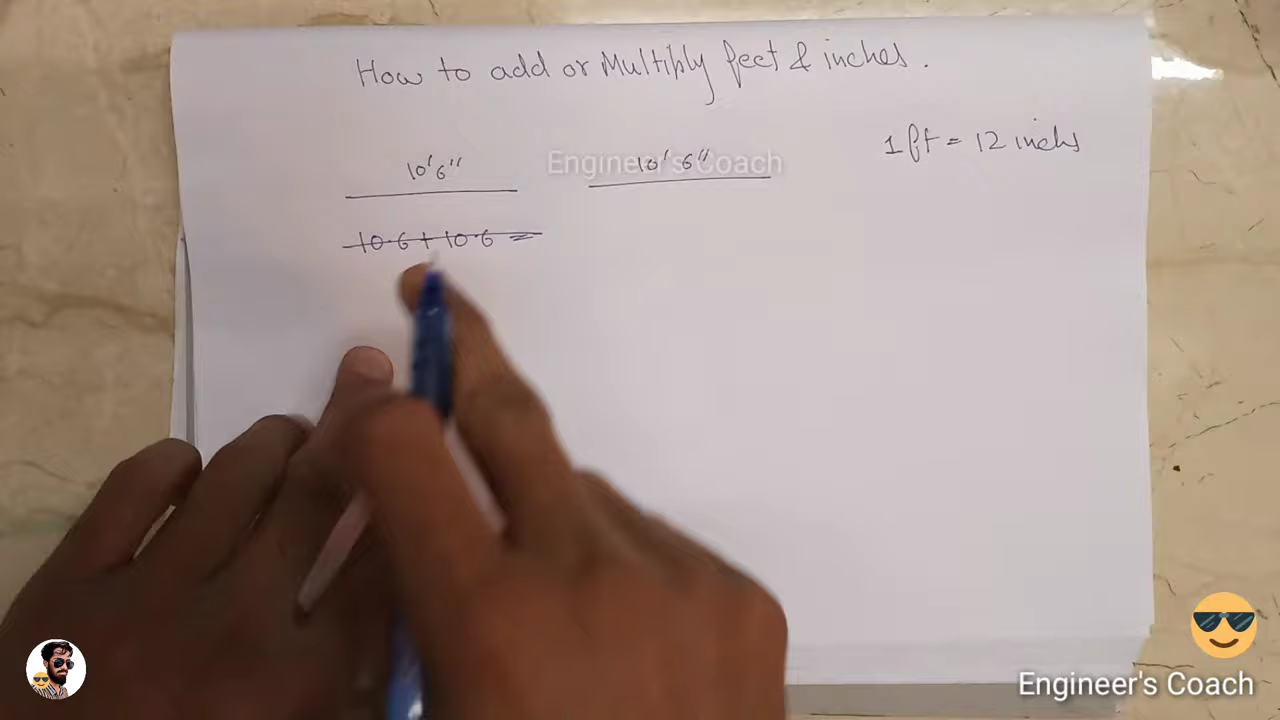 How to add or Multiply feet & inches.
1 ft = 12 inchs
10'6" 10' 6"
Engineer's Coach
10.6 + 10.6 =
Engineer's Coach